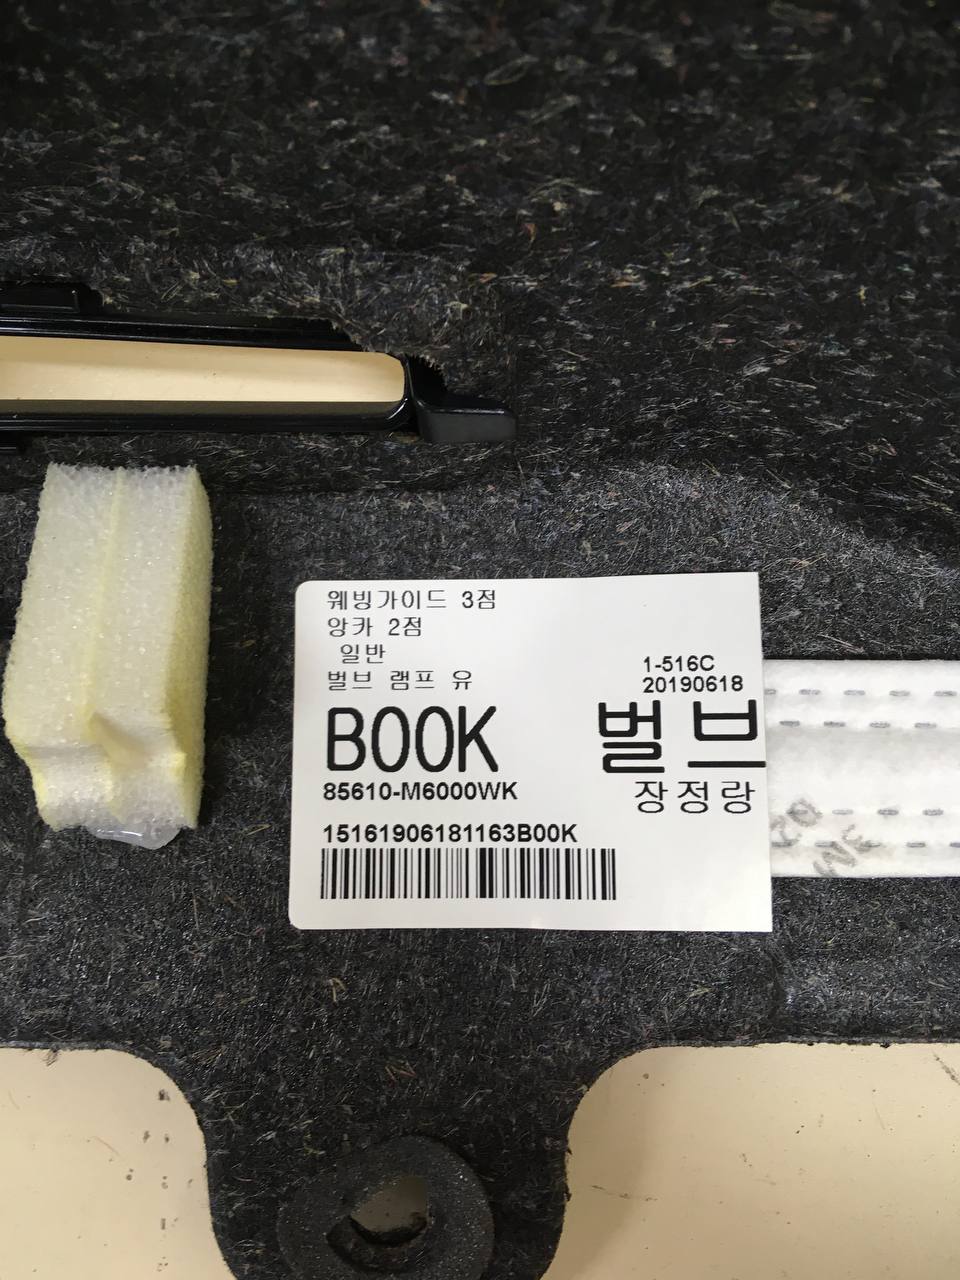 웨빙가이드 3점
앙카 2점
일반
벌브 램프 유
1-516C
20190618
B00K
벌브
85610-M6000WK
장정랑
15161906181163B00K